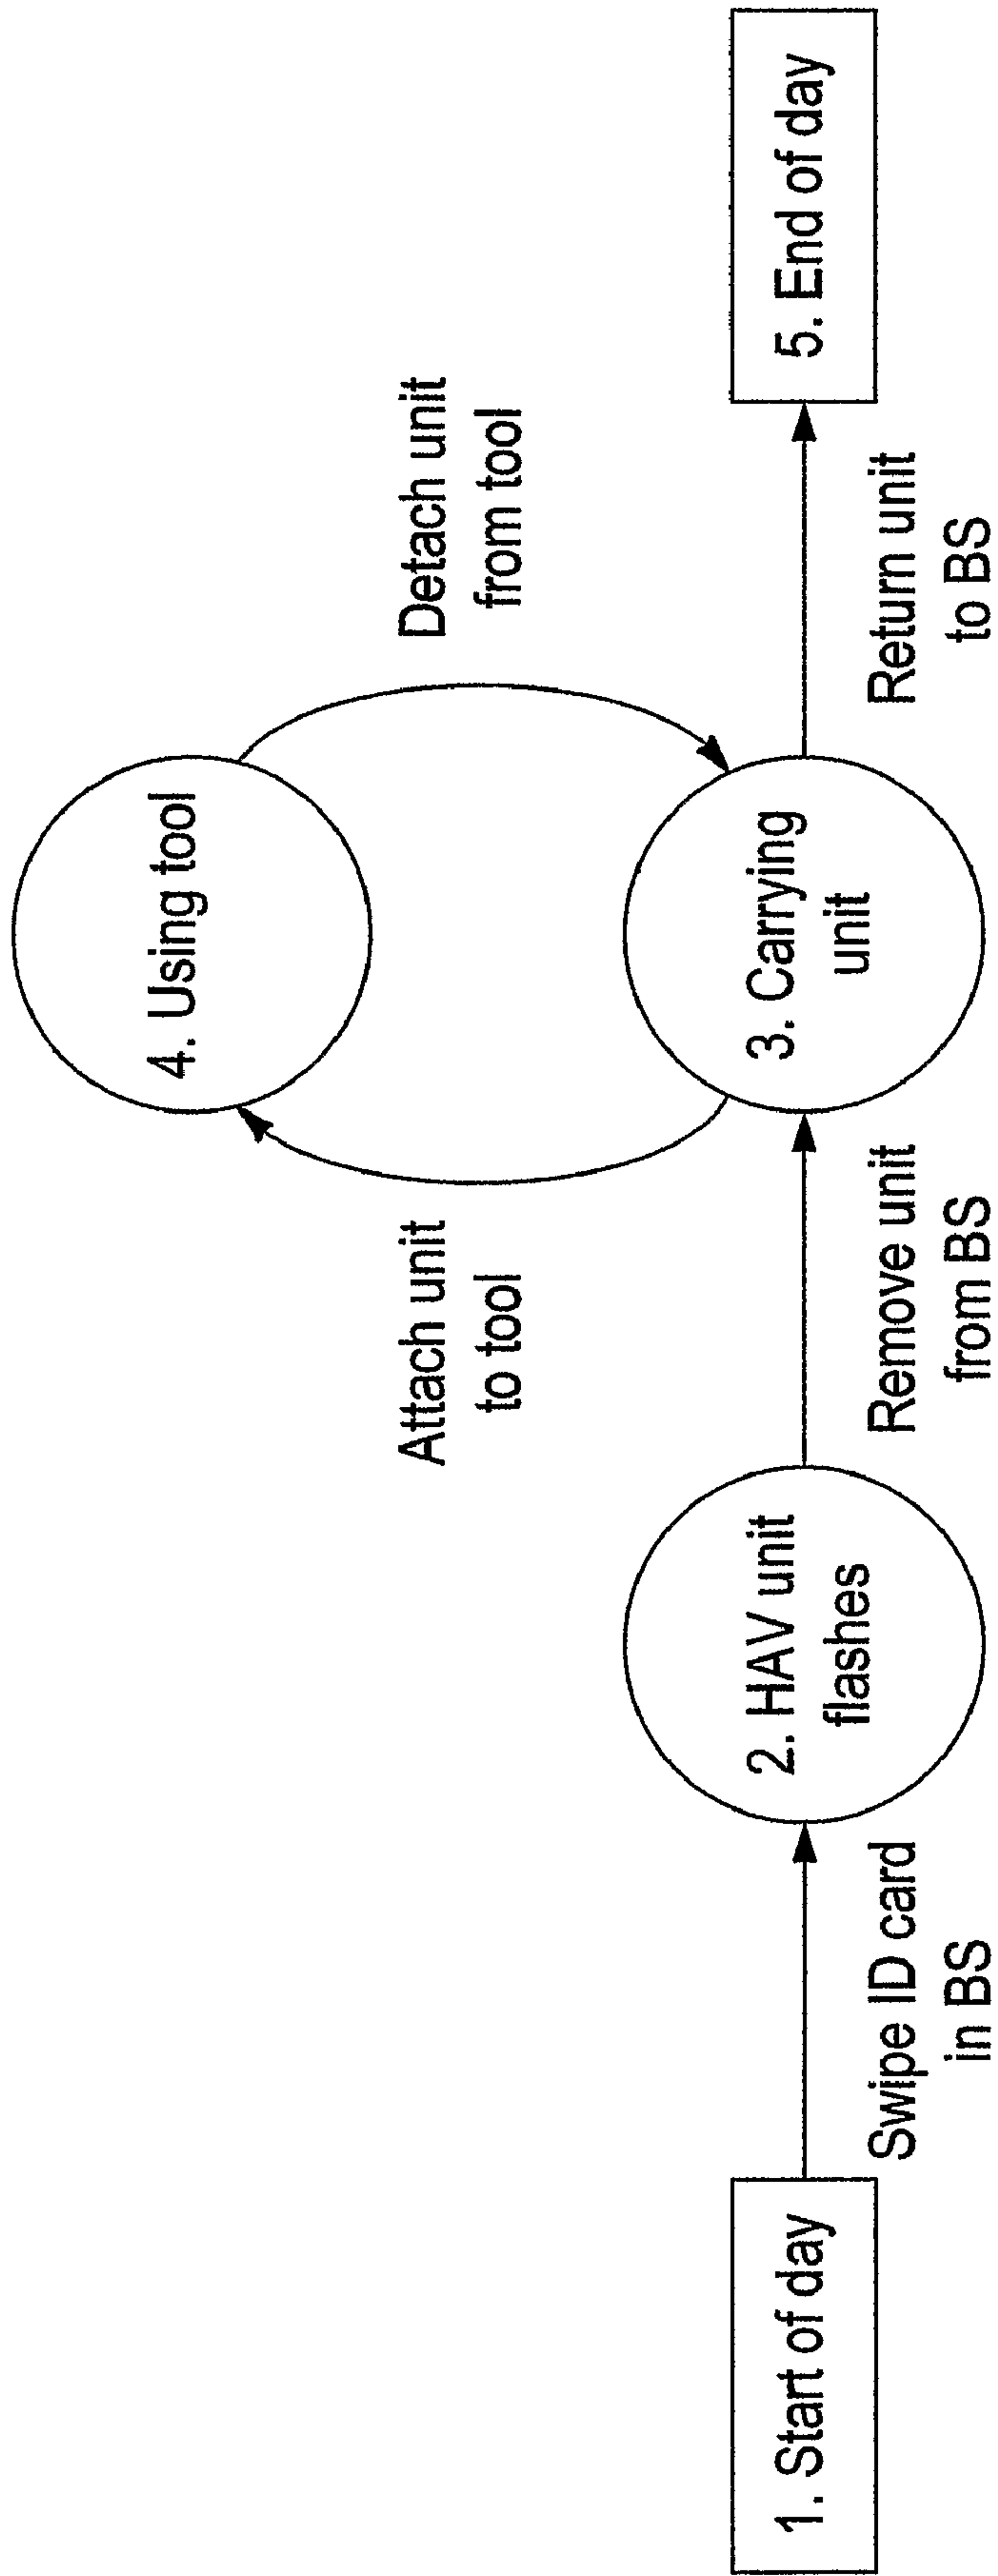 4. Using tool
Attach unit
to tool
Detach unit
from tool
1. Start of day
2. HAV unit
flashes
3. Carrying
unit
5. End of day
Swipe ID card
in BS
Remove unit
from BS
Return unit
to BS